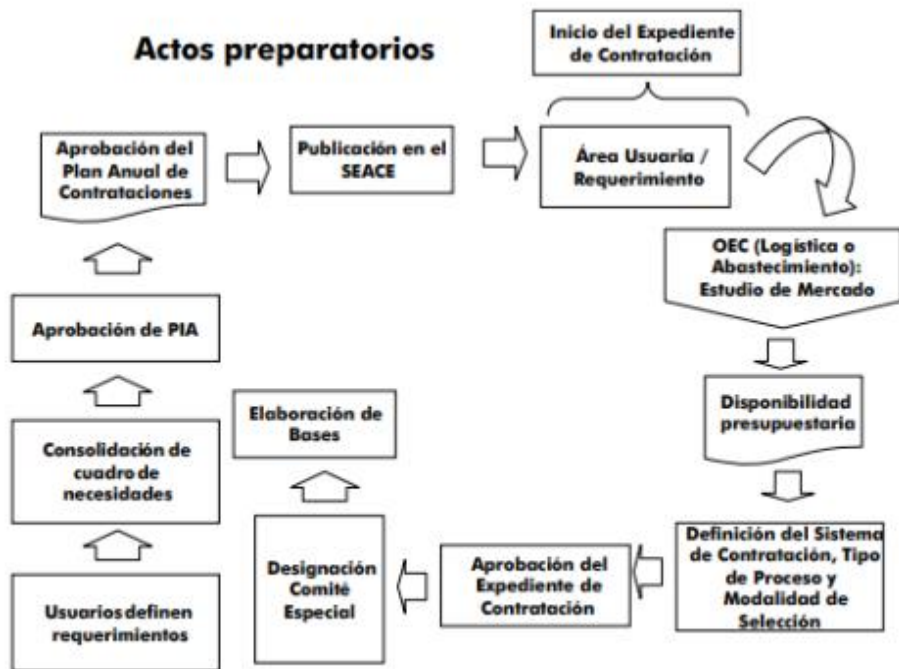 Actos preparatorios
Inicio del Expediente
de Contratación
Aprobación del
Plan Anual de
Contrataciones
Publicación en el
SEACE
Área Usuaria /
Requerimiento
OEC (Logística o
Abastecimiento):
Estudio de Mercado
Aprobación de PIA
Disponibilidad
presupuestaria
Elaboración de
Bases
Consolidación de
cuadro de
necesidades
Definición del Sistema
de Contratación, Tipo
de Proceso y
Modalidad de
Selección
Aprobación del
Expediente de
Contratación
Designación
Comité
Especial
Usuarios definen
requerimientos